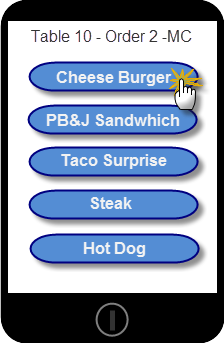 Table 10 - Order 2 -MC
Cheese Burger
PB&J Sandwhich
Taco Surprise
Steak
Hot Dog